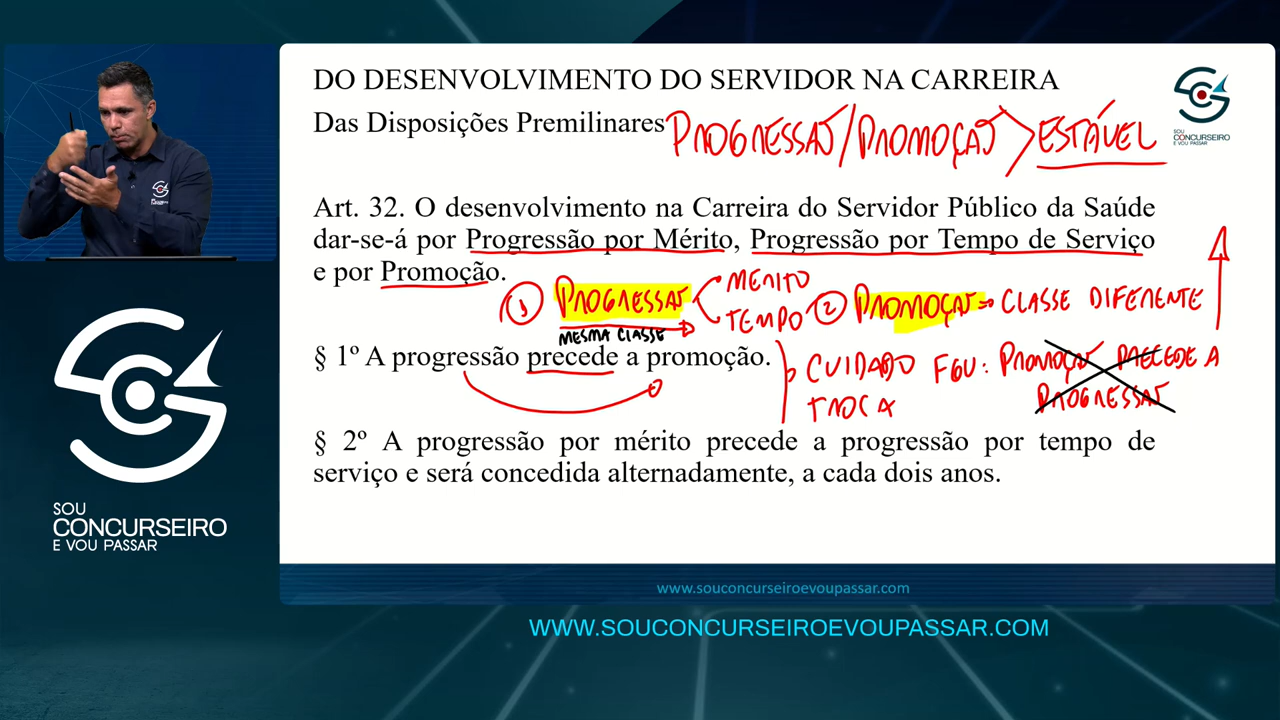 DO DESENVOLVIMENTO DO SERVIDOR NA CARREIRA
Das Disposições Premilinares
PROGRESSÃO/PROMOÇÃO > ESTÁVEL
SOU
CONCURSEIRO
E VOU PASSAR
Art. 32. O desenvolvimento na Carreira do Servidor Público da Saúde
dar-se-á por Progressão por Mérito, Progressão por Tempo de Serviço
e por Promoção.
1 PROGRESSÃO < MÉRITO
TEMPO
MESMA CLASSE
2 PROMOÇÃO → CLASSE DIFERENTE
§ 1º A progressão precede a promoção.
CUIDADO FGV: PROMOÇÃO PRECEDE A
TROCA PROGRESSÃO
§ 2º A progressão por mérito precede a progressão por tempo de
serviço e será concedida alternadamente, a cada dois anos.
SOU
CONCURSEIRO
E VOU PASSAR
www.souconcurseiroevoupassar.com
WWW.SOUCONCURSEIROEVOUPASSAR.COM